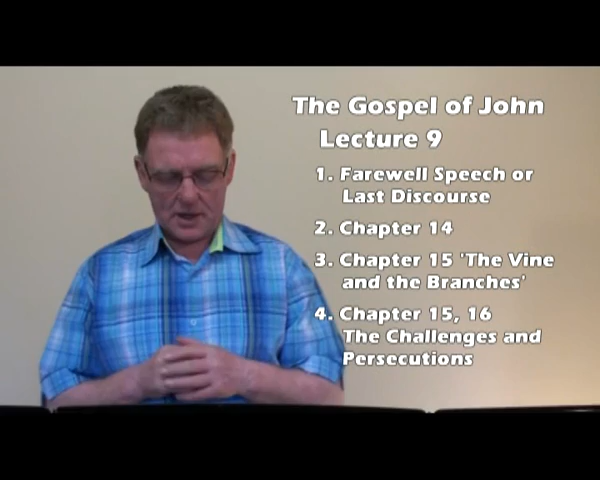 The Gospel of John
Lecture 9
1. Farewell Speech or
Last Discourse
2. Chapter 14
3. Chapter 15 'The Vine
and the Branches'
4. Chapter 15, 16
The Challenges and
Persecutions